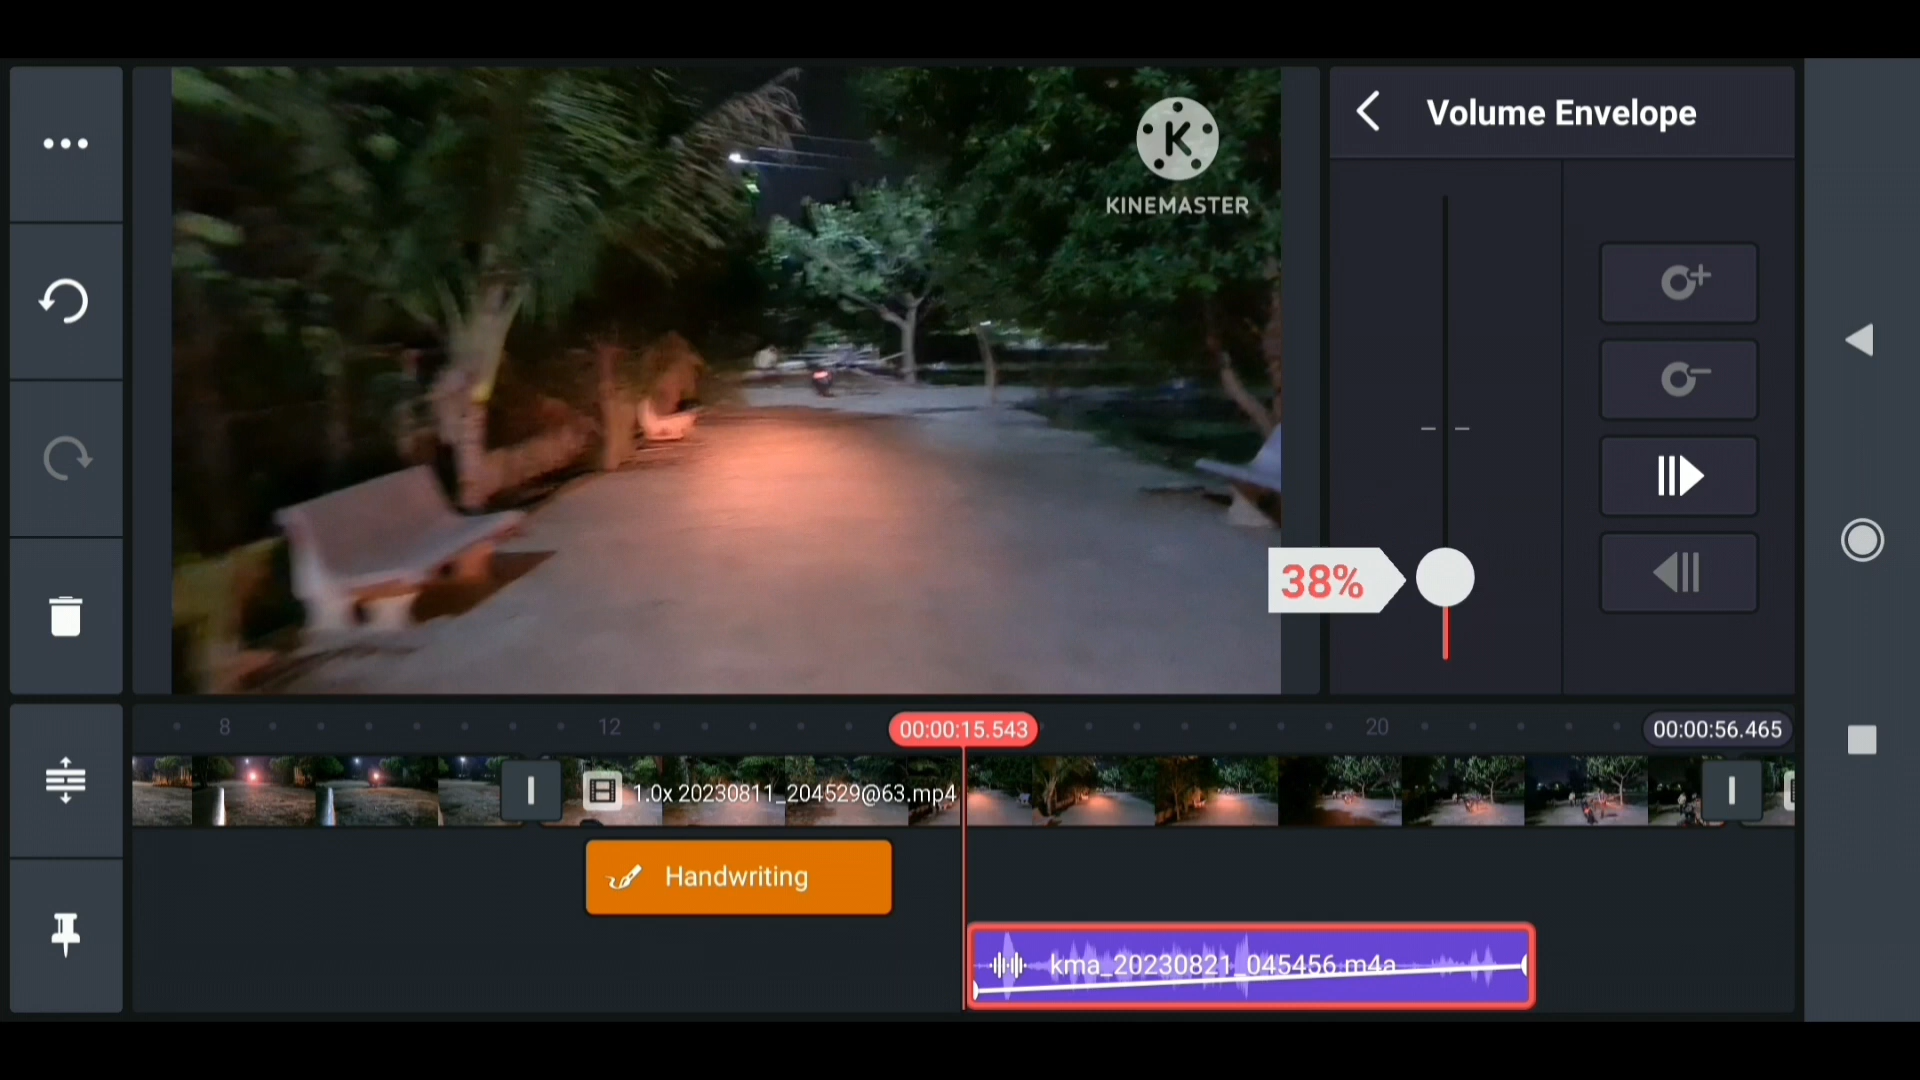 K
KINEMASTER
Volume Envelope
38%
8
12
00:00:15.543
20
00:00:56.465
1.0x 20230811_204529@63.mp4
Handwriting
kma_20230821_045456.m4a